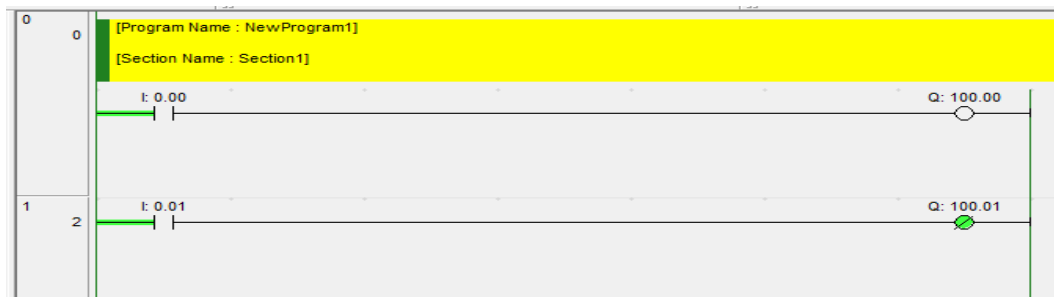 0
0
[Program Name : NewProgram1]
[Section Name : Section1]
I: 0.00 Q: 100.00
1
2
I: 0.01 Q: 100.01